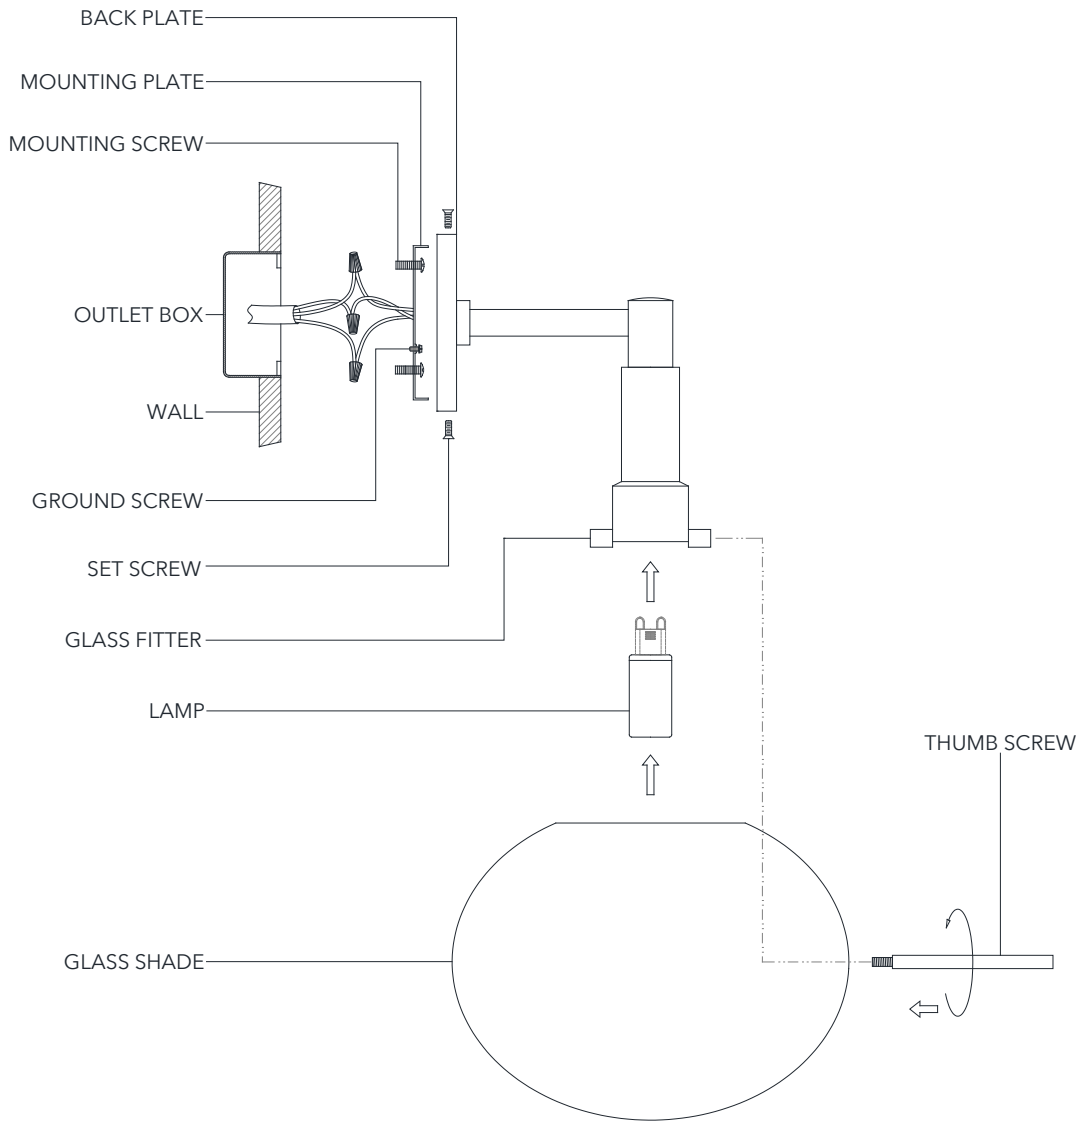 BACK PLATE
MOUNTING PLATE
MOUNTING SCREW
OUTLET BOX
WALL
GROUND SCREW
SET SCREW
GLASS FITTER
LAMP
THUMB SCREW
GLASS SHADE